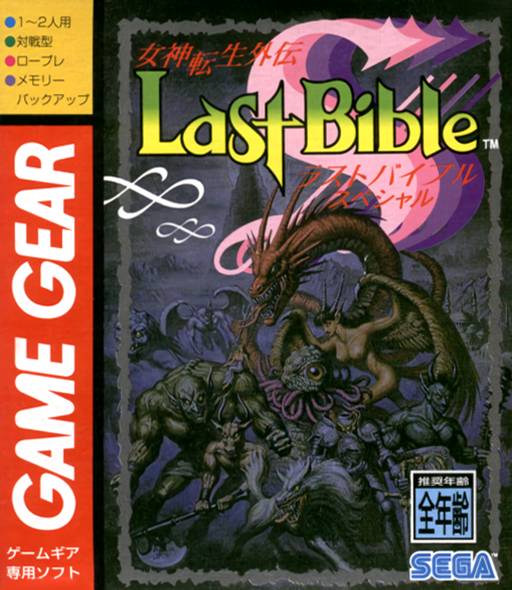 ●1～2人用
●対戦型
●ロープレ
●メモリー
バックアップ
女神転生外伝
Last Bible™
ラストバイブル
スペシャル
S
GAME GEAR
ゲームギア
専用ソフト
推奨年齢
全年齢
SEGA™